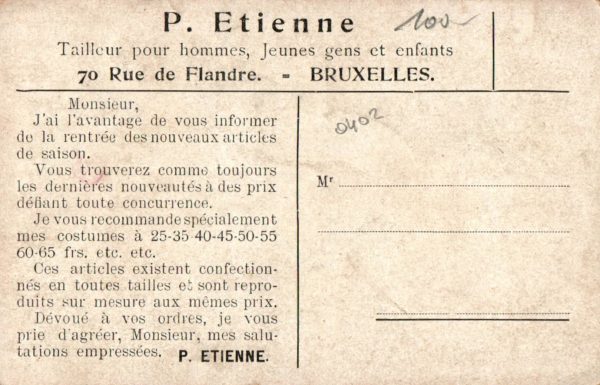 P. Etienne
100-
Tailleur pour hommes, Jeunes gens et enfants
70 Rue de Flandre. - BRUXELLES.
Monsieur,
J'ai l'avantage de vous informer
de la rentrée des nouveaux articles
de saison.
Vous trouverez comme toujours
les dernières nouveautés à des prix
défiant toute concurrence.
Je vous recommande spécialement
mes costumes à 25-35-40-45-50-55
60-65 frs. etc. etc.
Ces articles existent confection-
nés en toutes tailles et sont repro-
duits sur mesure aux mêmes prix.
Dévoué à vos ordres, je vous
prie d'agréer, Monsieur, mes salu-
tations empressées. P. ETIENNE.
0402
Mr